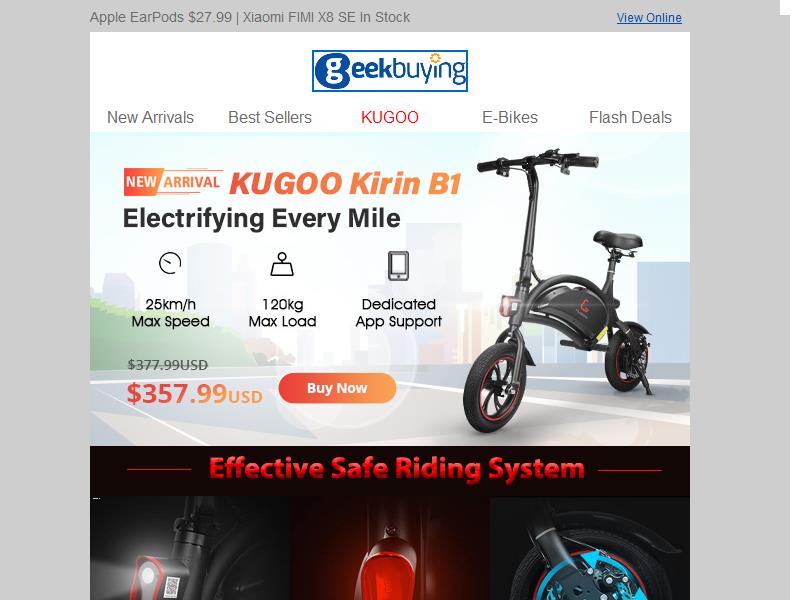 Apple EarPods $27.99 | Xiaomi FIMI X8 SE In Stock
View Online
geekbuying
New Arrivals Best Sellers KUGOO E-Bikes Flash Deals
NEW ARRIVAL KUGOO Kirin B1
Electrifying Every Mile
25km/h
Max Speed
120kg
Max Load
Dedicated
App Support
$377.99USD
$357.99USD
Buy Now
Effective Safe Riding System